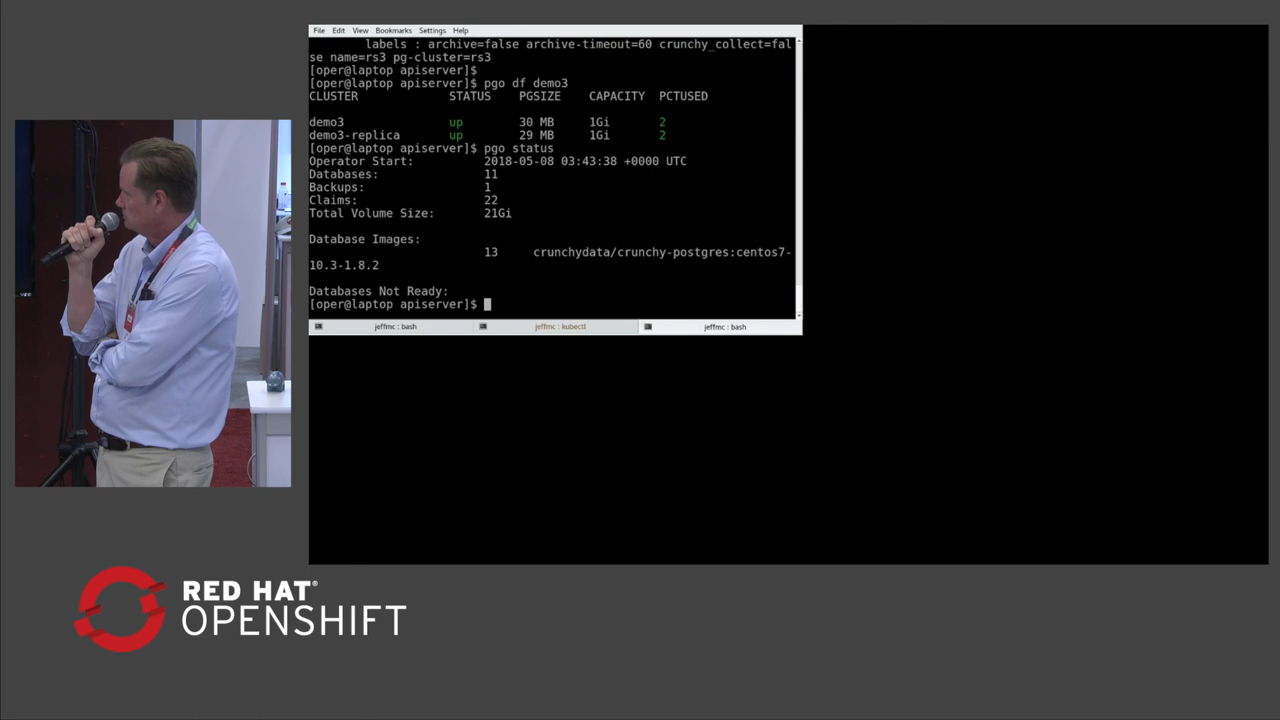 File Edit View Bookmarks Settings Help
labels : archive=false archive-timeout=60 crunchy_collect=fal
se name=rs3 pg-cluster=rs3
[oper@laptop apiserver]$
[oper@laptop apiserver]$ pgo df demo3
CLUSTER STATUS PGSIZE CAPACITY PCTUSED
demo3 up 30 MB 1Gi 2
demo3-replica up 29 MB 1Gi 2
[oper@laptop apiserver]$ pgo status
Operator Start: 2018-05-08 03:43:38 +0000 UTC
Databases: 11
Backups: 1
Claims: 22
Total Volume Size: 21Gi
Database Images:
13 crunchydata/crunchy-postgres:centos7-
10.3-1.8.2
Databases Not Ready:
[oper@laptop apiserver]$
jeffmc : bash jeffmc : kubectl jeffmc : bash
RED HAT®
OPENSHIFT